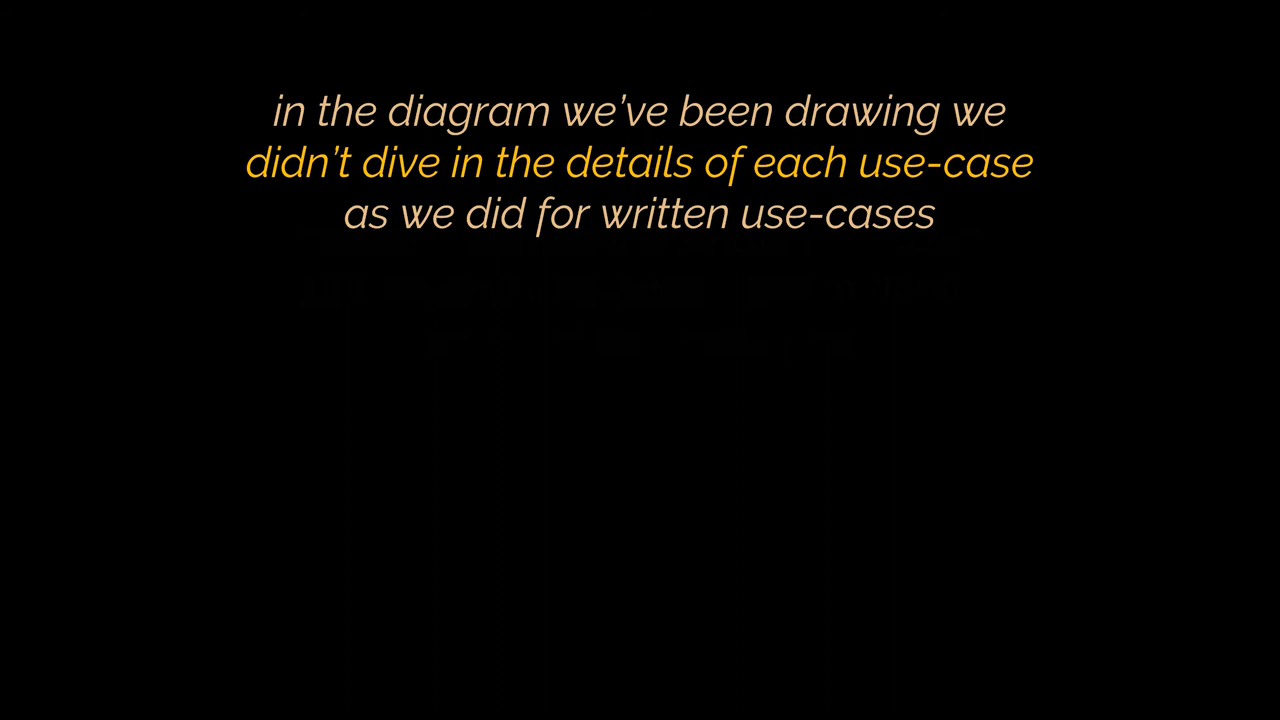 in the diagram we’ve been drawing we
didn’t dive in the details of each use-case
as we did for written use-cases